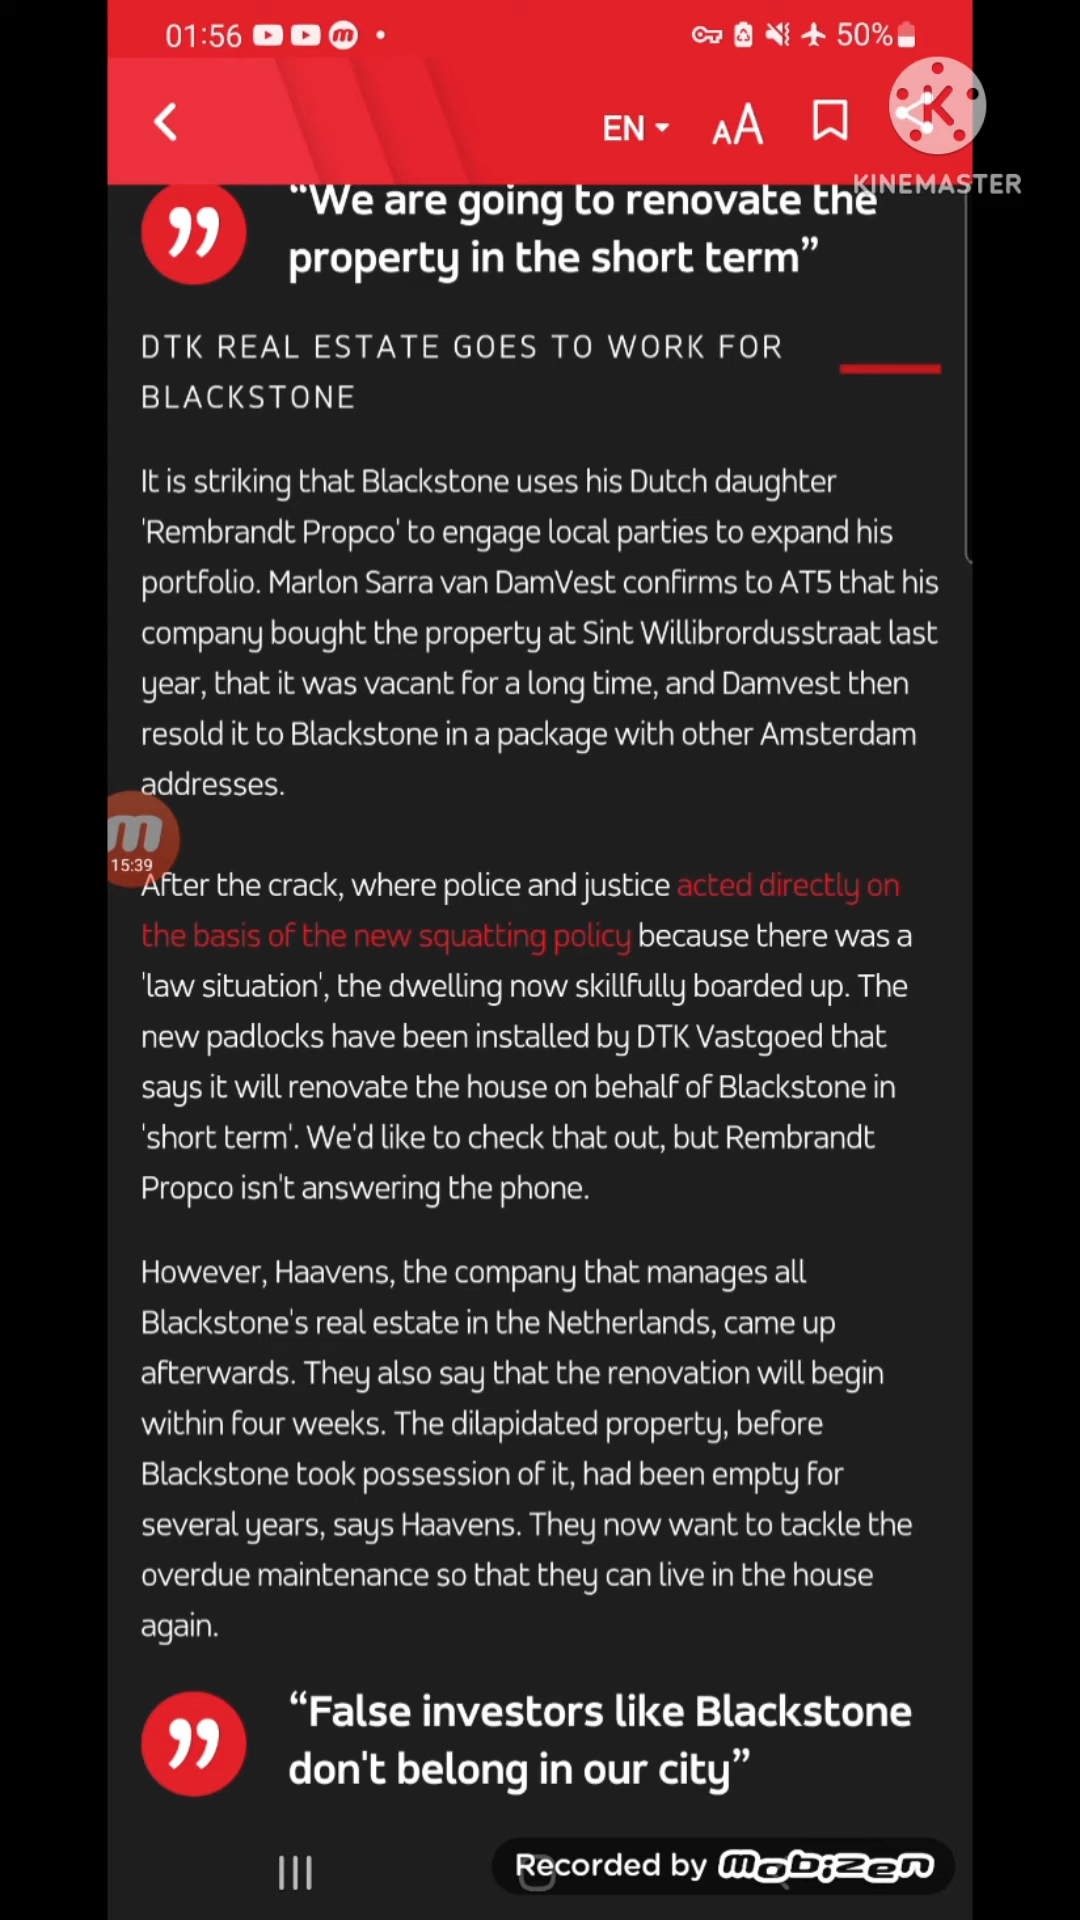 01:56
50%
EN
AA
KINEMASTER
“We are going to renovate the
property in the short term”
DTK REAL ESTATE GOES TO WORK FOR
BLACKSTONE
It is striking that Blackstone uses his Dutch daughter
'Rembrandt Propco' to engage local parties to expand his
portfolio. Marlon Sarra van DamVest confirms to AT5 that his
company bought the property at Sint Willibrordusstraat last
year, that it was vacant for a long time, and Damvest then
resold it to Blackstone in a package with other Amsterdam
addresses.
15:39
After the crack, where police and justice acted directly on
the basis of the new squatting policy because there was a
'law situation', the dwelling now skillfully boarded up. The
new padlocks have been installed by DTK Vastgoed that
says it will renovate the house on behalf of Blackstone in
'short term'. We'd like to check that out, but Rembrandt
Propco isn't answering the phone.
However, Haavens, the company that manages all
Blackstone's real estate in the Netherlands, came up
afterwards. They also say that the renovation will begin
within four weeks. The dilapidated property, before
Blackstone took possession of it, had been empty for
several years, says Haavens. They now want to tackle the
overdue maintenance so that they can live in the house
again.
“False investors like Blackstone
don't belong in our city”
Recorded by mobizen